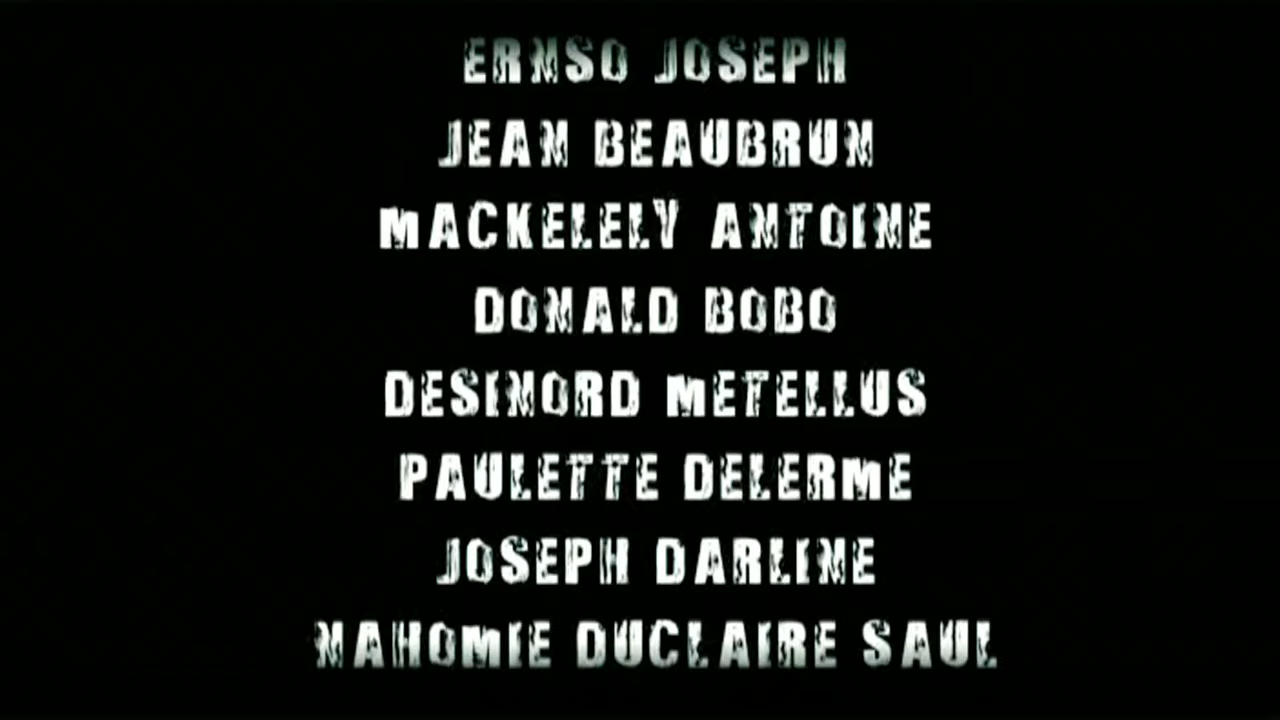 ERNSO JOSEPH
JEAN BEAUBRUN
MACKELELY ANTOINE
DONALD BOBO
DESINORD METELLUS
PAULETTE DELERME
JOSEPH DARLINE
NAHOMIE DUCLAIRE SAUL